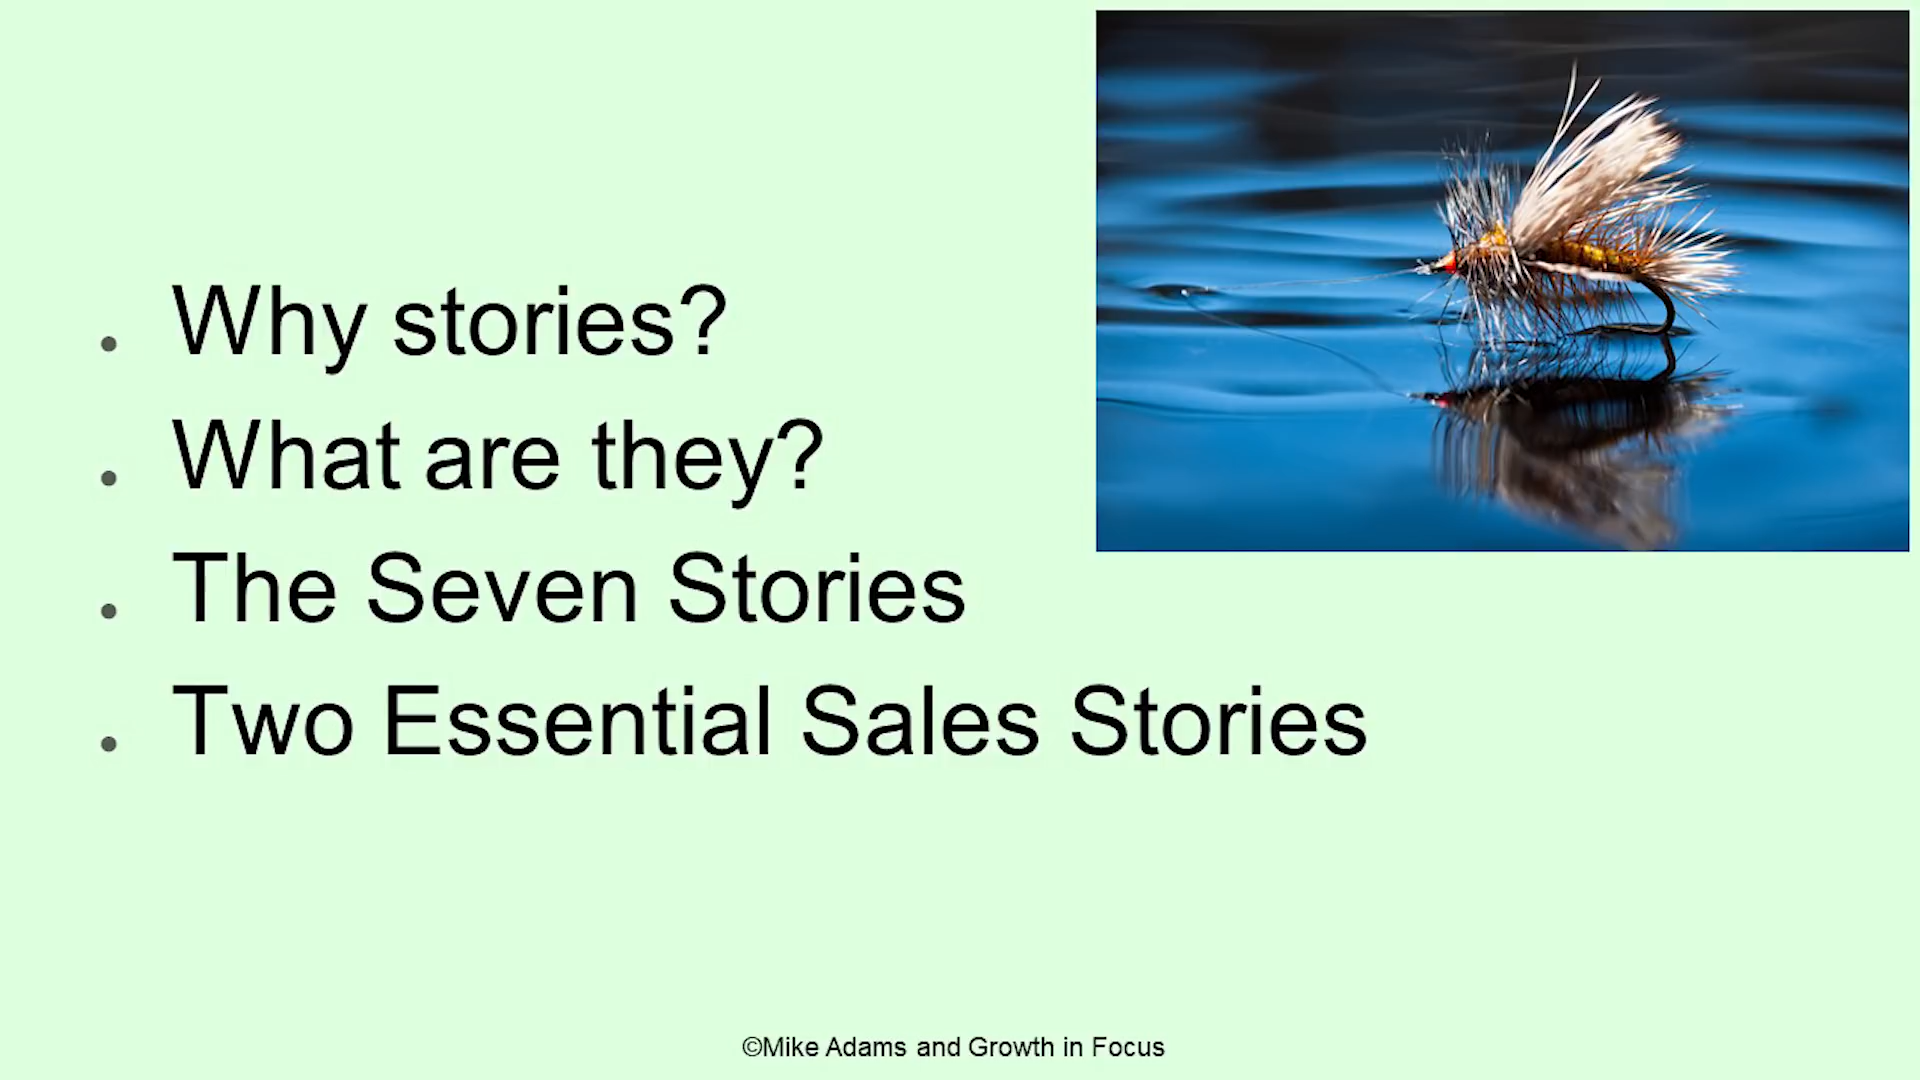 Why stories?
What are they?
The Seven Stories
Two Essential Sales Stories
©Mike Adams and Growth in Focus